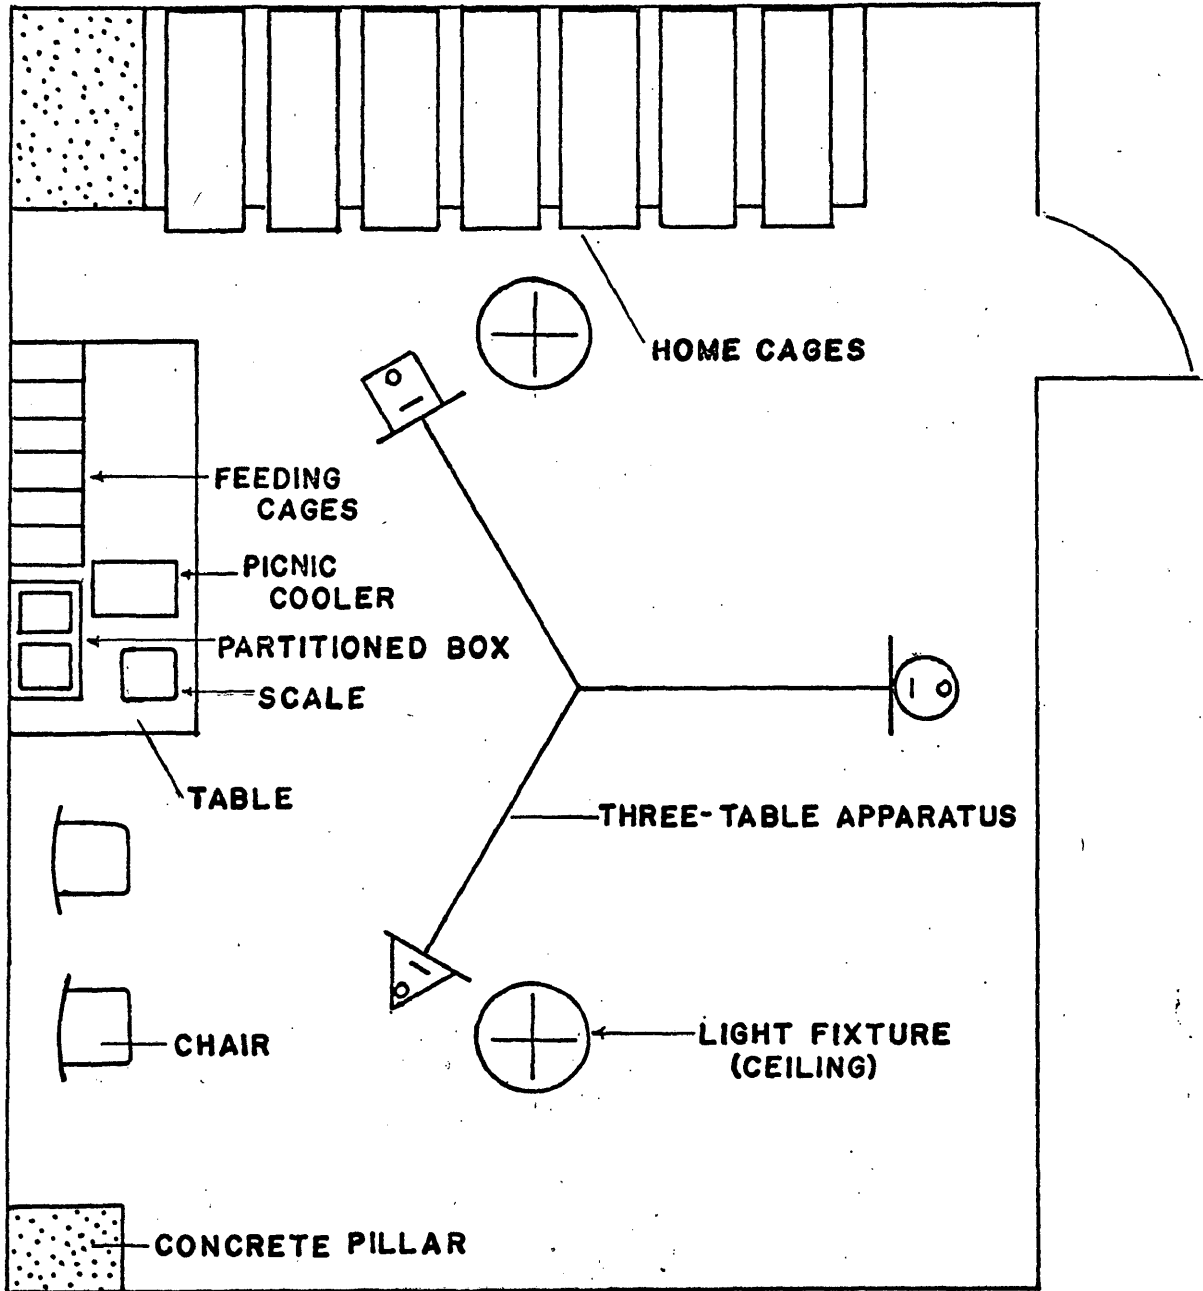 HOME CAGES
FEEDING
CAGES
PICNIC
COOLER
PARTITIONED BOX
SCALE
TABLE
THREE-TABLE APPARATUS
CHAIR
LIGHT FIXTURE
(CEILING)
CONCRETE PILLAR